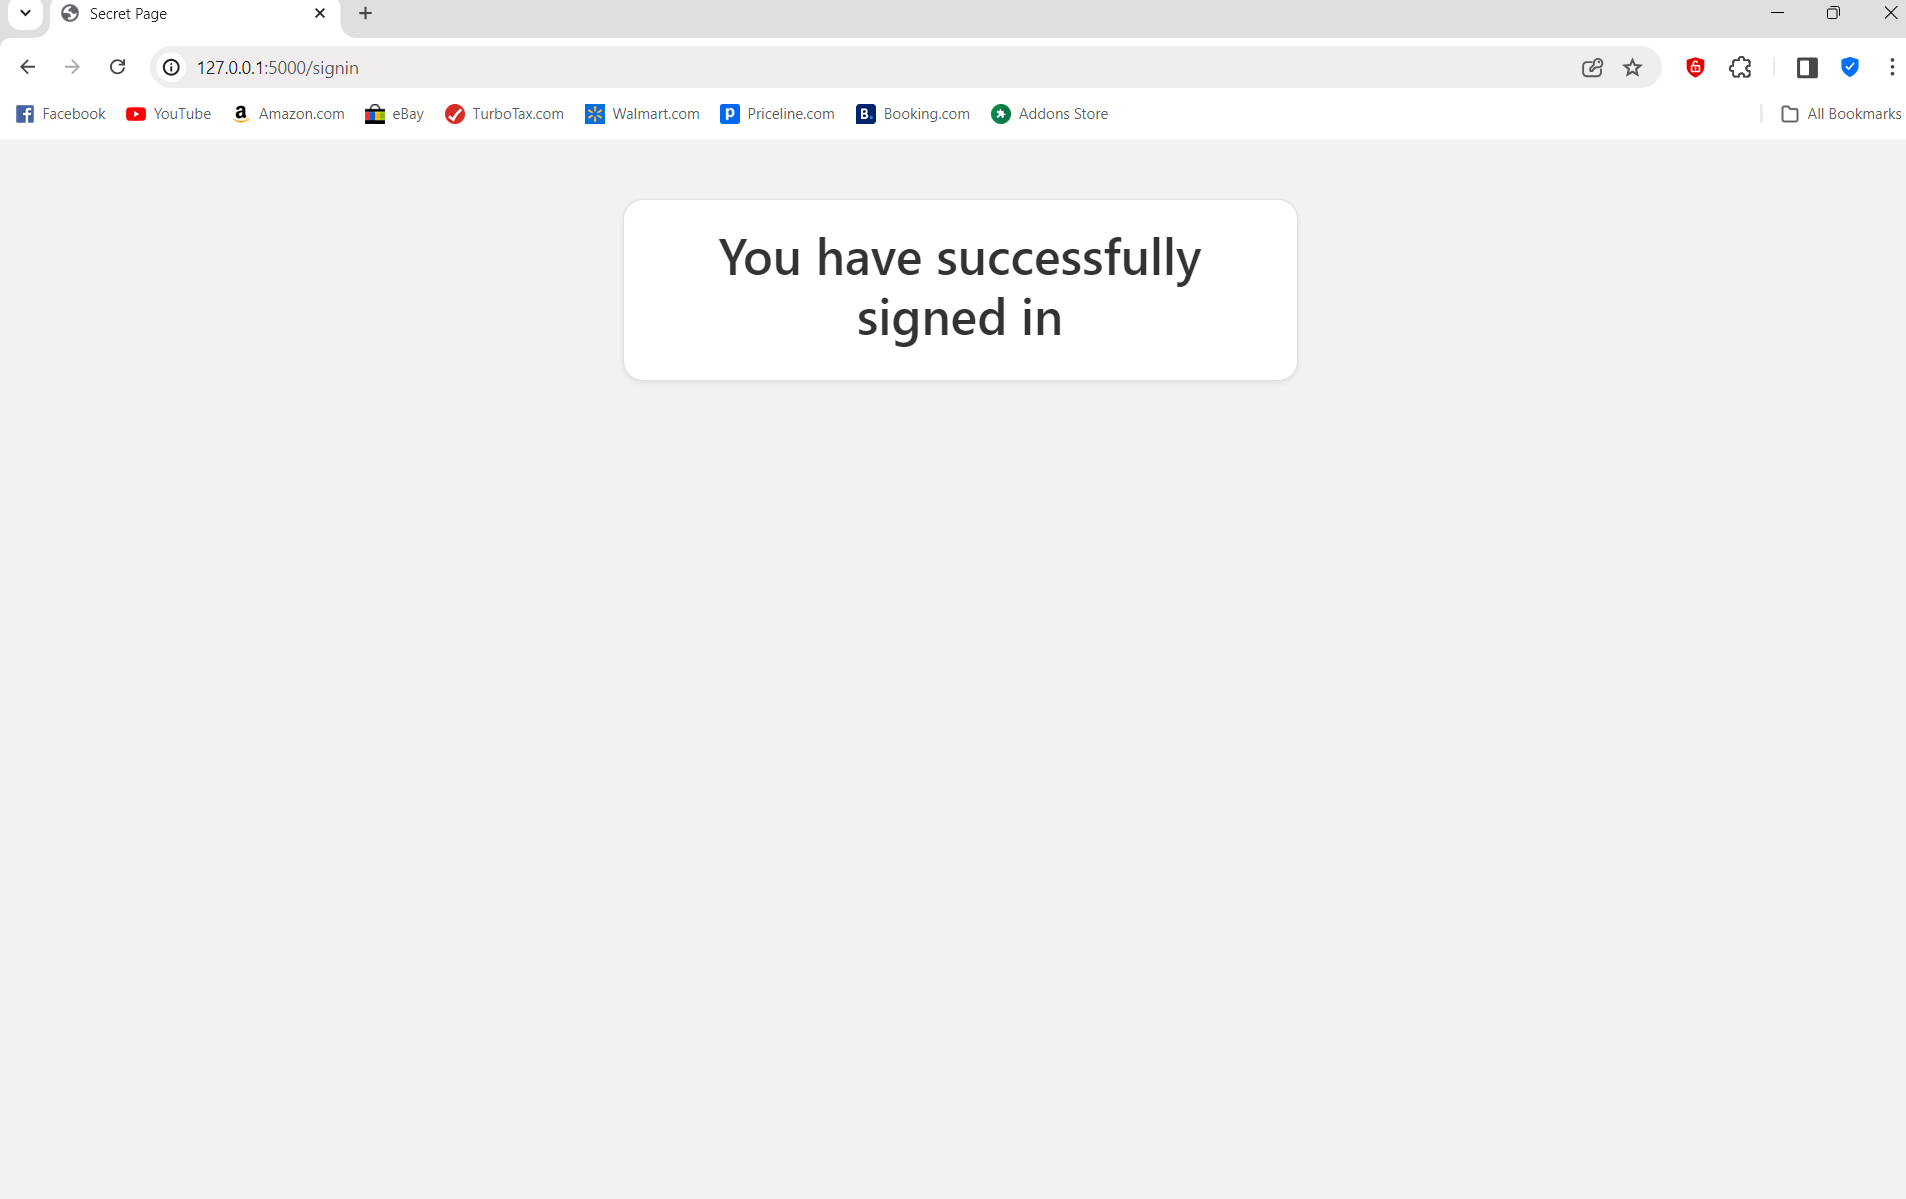 Secret Page
127.0.0.1:5000/signin
Facebook YouTube a Amazon.com eBay TurboTax.com Walmart.com p Priceline.com B. Booking.com Addons Store All Bookmarks
You have successfully
signed in